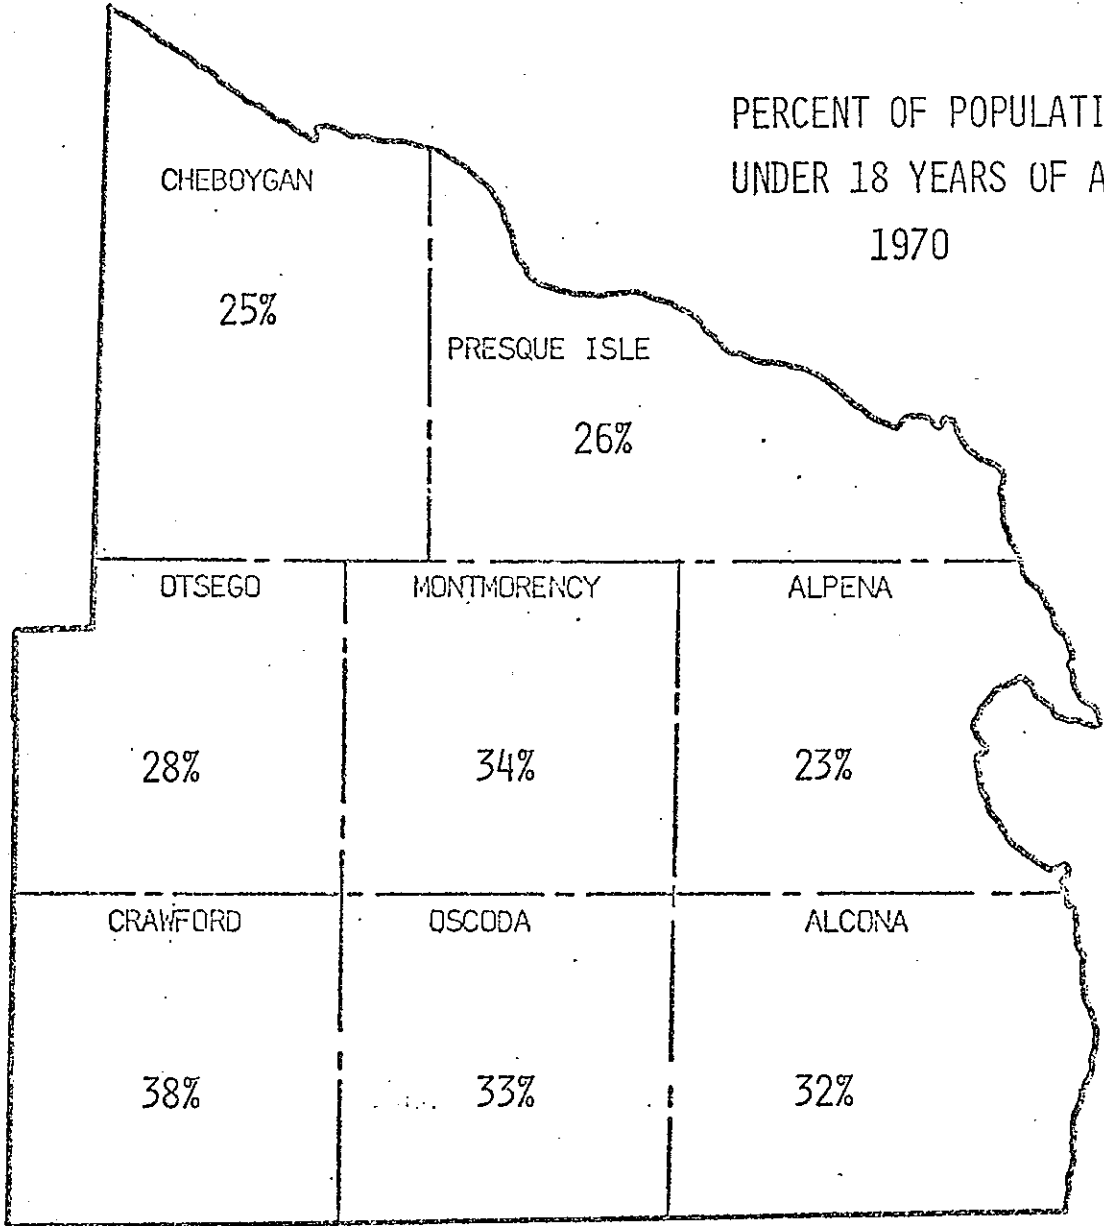 PERCENT OF POPULATI
UNDER 18 YEARS OF A
1970
CHEBOYGAN
25%
PRESQUE ISLE
26%
OTSEGO
MONTMORENCY
ALPENA
28%
34%
23%
CRAWFORD
OSCODA
ALCONA
38%
33%
32%